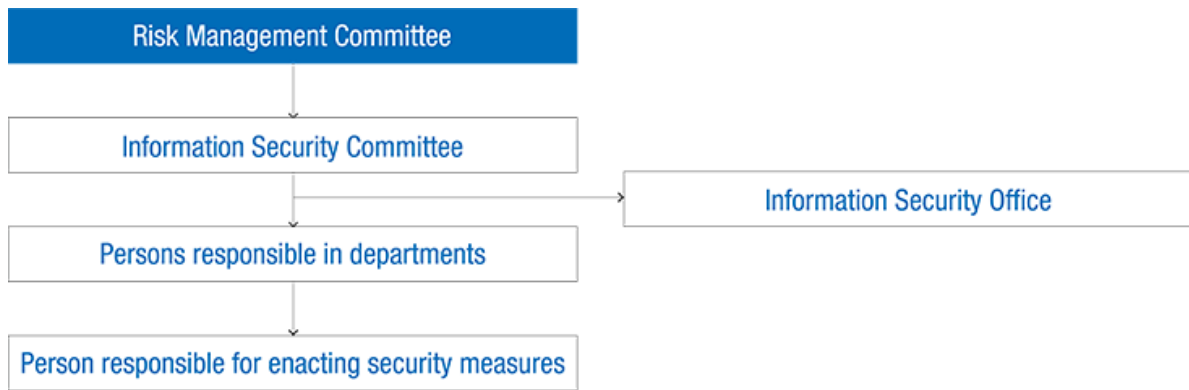 Risk Management Committee
Information Security Committee
Information Security Office
Persons responsible in departments
Person responsible for enacting security measures